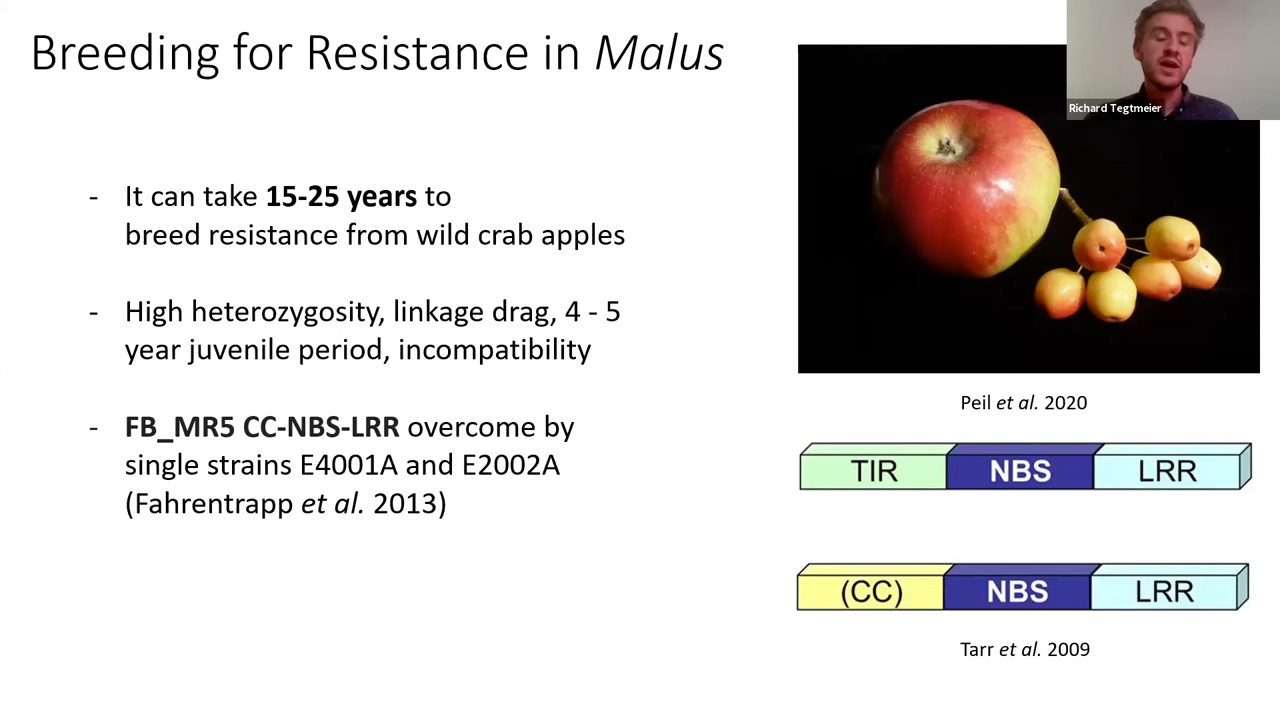 Breeding for Resistance in Malus
Richard Tegtmeier
- It can take 15-25 years to
breed resistance from wild crab apples
- High heterozygosity, linkage drag, 4 - 5
year juvenile period, incompatibility
- FB_MR5 CC-NBS-LRR overcome by
single strains E4001A and E2002A
(Fahrentrapp et al. 2013)
Peil et al. 2020
TIR NBS LRR
(CC) NBS LRR
Tarr et al. 2009